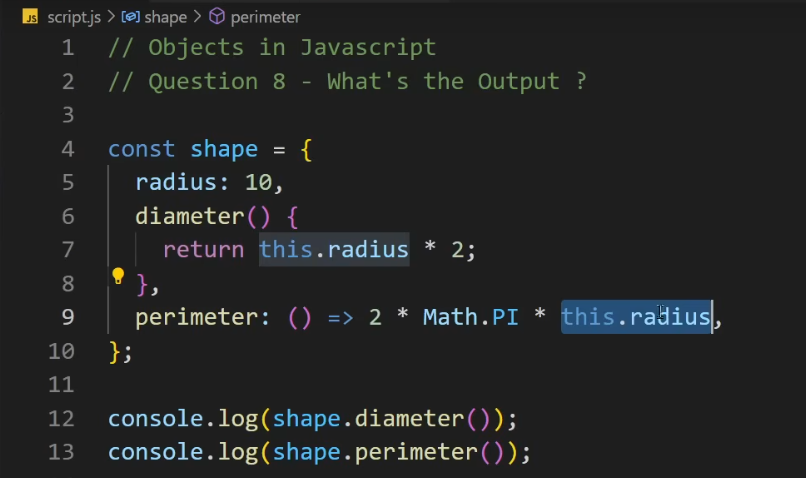 JS script.js > shape > perimeter
1 // Objects in Javascript
2 // Question 8 - What's the Output ?
3
4 const shape = {
5 radius: 10,
6 diameter() {
7 return this.radius * 2;
8 },
9 perimeter: () => 2 * Math.PI * this.radius,
10 };
11
12 console.log(shape.diameter());
13 console.log(shape.perimeter());